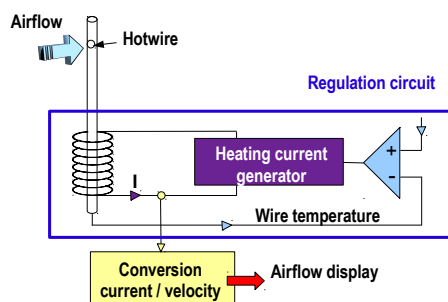 Airflow
Hotwire
Regulation circuit
+
Heating current
generator
-
I
Wire temperature
Conversion
current / velocity
Airflow display